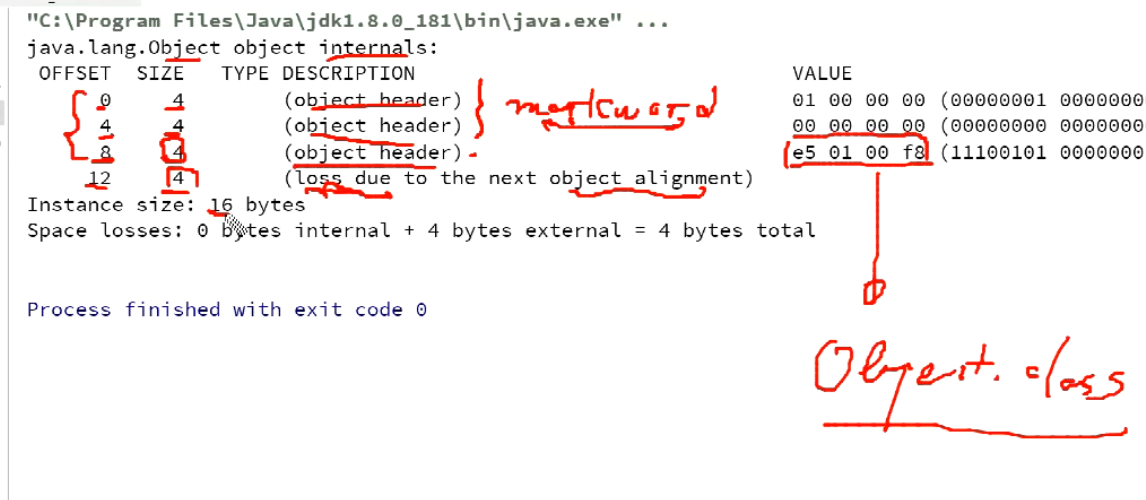 "C:\Program Files\Java\jdk1.8.0_181\bin\java.exe" ...
java.lang.Object object internals:
OFFSET SIZE TYPE DESCRIPTION VALUE
0 4 (object header) 01 00 00 00 (00000001 0000000
4 4 (object header) markword 00 00 00 00 (00000000 0000000
8 4 (object header) e5 01 00 f8 (11100101 0000000
12 4 (loss due to the next object alignment)
Instance size: 16 bytes
Space losses: 0 bytes internal + 4 bytes external = 4 bytes total
Process finished with exit code 0
Object.class